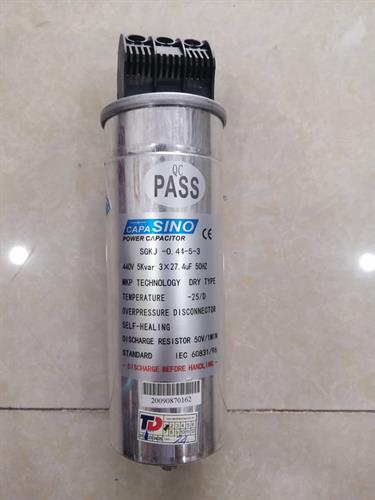 QC
PASS
CAPASINO
POWER CAPACITOR CE
SGKJ -0.44-5-3
440V 5Kvar 3×27.4uF 50HZ
MKP TECHNOLOGY DRY TYPE
TEMPERATURE -25/D
OVERPRESSURE DISCONNECTOR
SELF-HEALING
DISCHARGE RESISTOR 50V/1MIN
STANDARD IEC 60831/96
- DISCHARGE BEFORE HANDLING -
20090870162